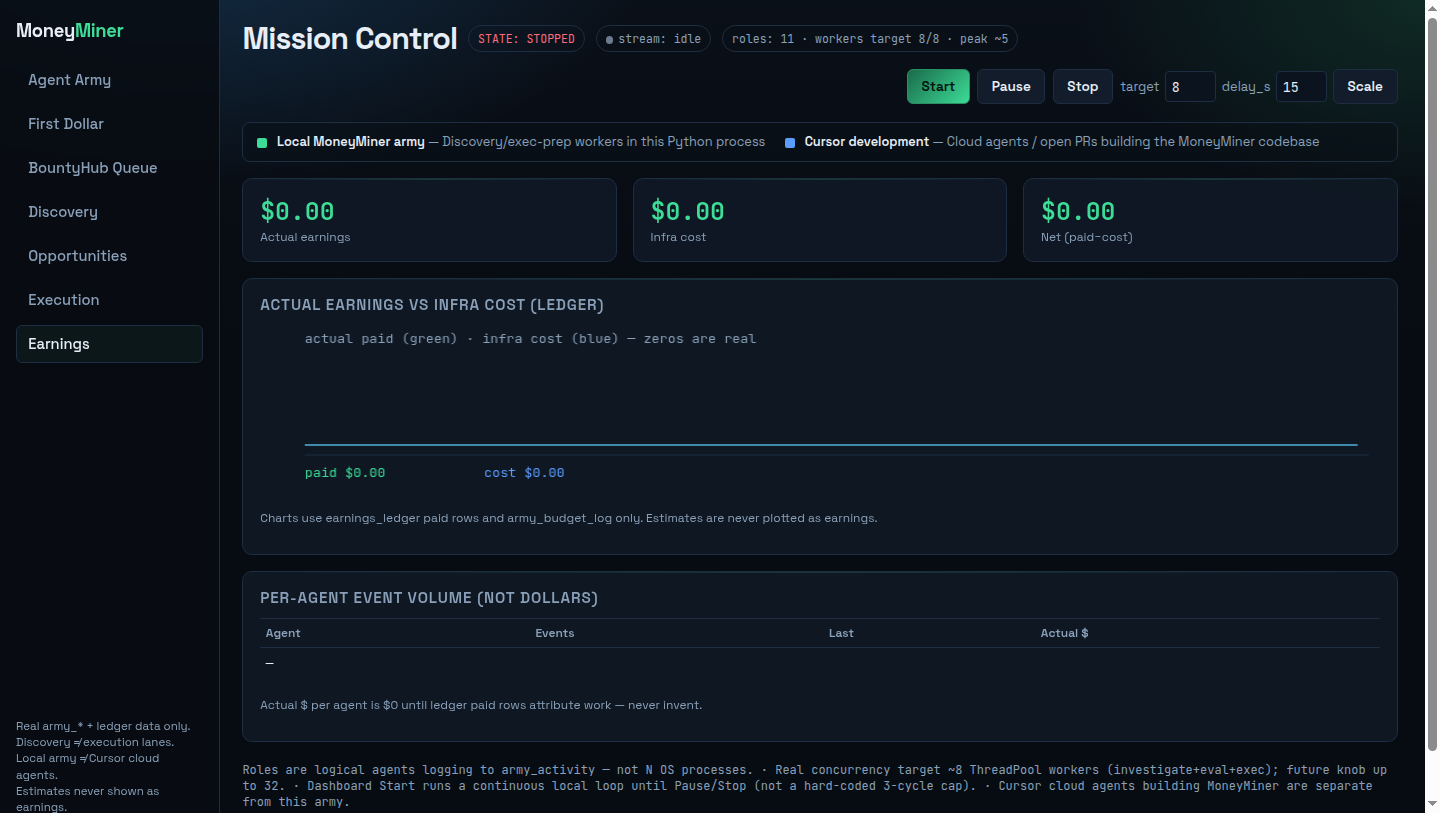 MoneyMiner
Agent Army
First Dollar
BountyHub Queue
Discovery
Opportunities
Execution
Earnings
Real army_* + ledger data only.
Discovery ≠ execution lanes.
Local army ≠ Cursor cloud
agents.
Estimates never shown as
earnings.
Mission Control
STATE: STOPPED
stream: idle
roles: 11 · workers target 8/8 · peak ~5
Start Pause Stop target 8 delay_s 15 Scale
Local MoneyMiner army — Discovery/exec-prep workers in this Python process
Cursor development — Cloud agents / open PRs building the MoneyMiner codebase
$0.00
Actual earnings
$0.00
Infra cost
$0.00
Net (paid−cost)
ACTUAL EARNINGS VS INFRA COST (LEDGER)
actual paid (green) · infra cost (blue) — zeros are real
paid $0.00 cost $0.00
Charts use earnings_ledger paid rows and army_budget_log only. Estimates are never plotted as earnings.
PER-AGENT EVENT VOLUME (NOT DOLLARS)
Agent Events Last Actual $
—
Actual $ per agent is $0 until ledger paid rows attribute work — never invent.
Roles are logical agents logging to army_activity — not N OS processes. · Real concurrency target ~8 ThreadPool workers (investigate+eval+exec); future knob up
to 32. · Dashboard Start runs a continuous local loop until Pause/Stop (not a hard-coded 3-cycle cap). · Cursor cloud agents building MoneyMiner are separate
from this army.